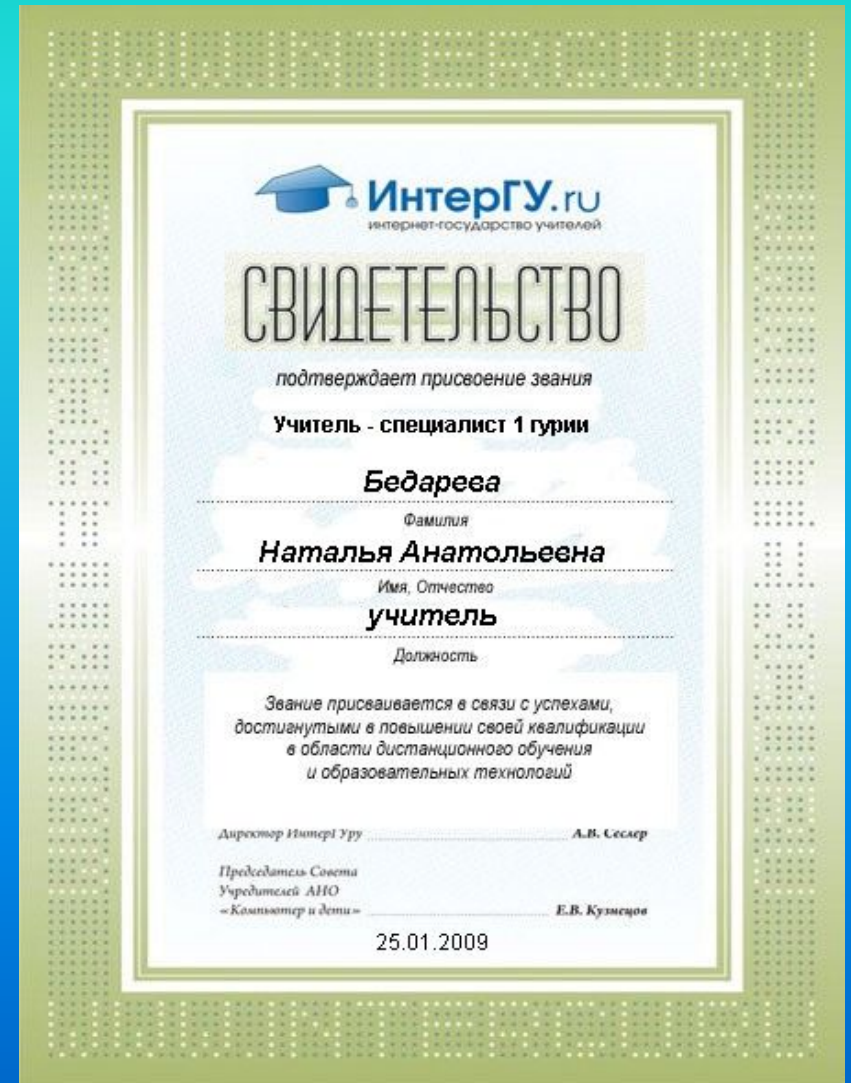 ИнтерГУ.ru
интернет-государство учителей
СВИДЕТЕЛЬСТВО
подтверждает присвоение звания
Учитель - специалист 1 гурии
Бедарева
Фамилия
Наталья Анатольевна
Имя, Отчество
учитель
Должность
Звание присваивается в связи с успехами,
достигнутыми в повышении своей квалификации
в области дистанционного обучения
и образовательных технологий
Директор ИнтерГУру А.В. Сеслер
Председатель Совета
Учредителей АНО
«Компьютер и дети» Е.В. Кузнецов
25.01.2009